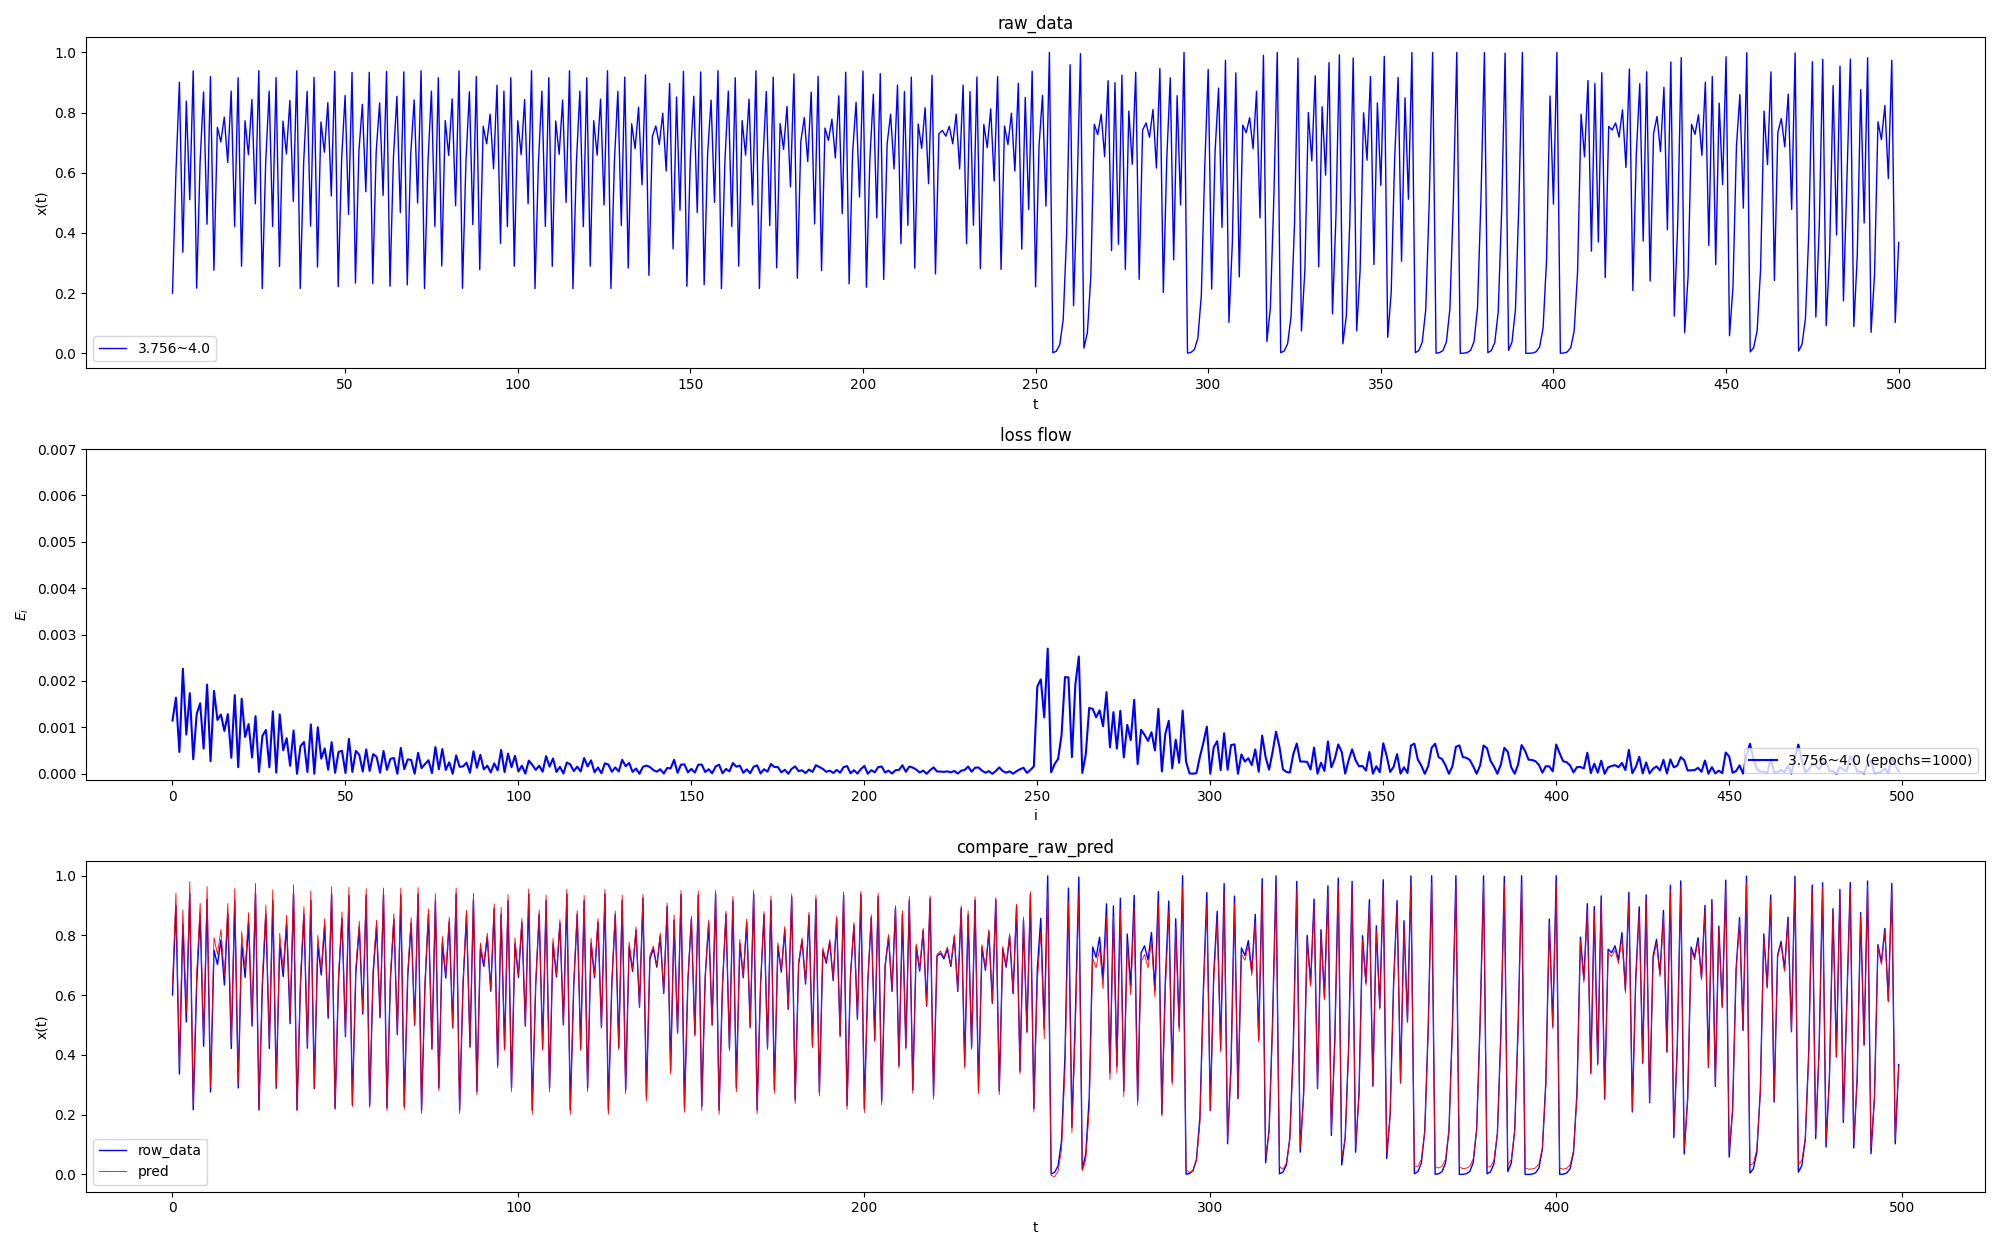 raw_data
1.0
0.8
0.6
0.4
0.2
0.0
x(t)
3.756~4.0
50 100 150 200 250 300 350 400 450 500
t
loss flow
0.007
0.006
0.005
0.004
0.003
0.002
0.001
0.000
E_i
3.756~4.0 (epochs=1000)
0 50 100 150 200 250 300 350 400 450 500
i
compare_raw_pred
1.0
0.8
0.6
0.4
0.2
0.0
x(t)
row_data
pred
0 100 200 300 400 500
t